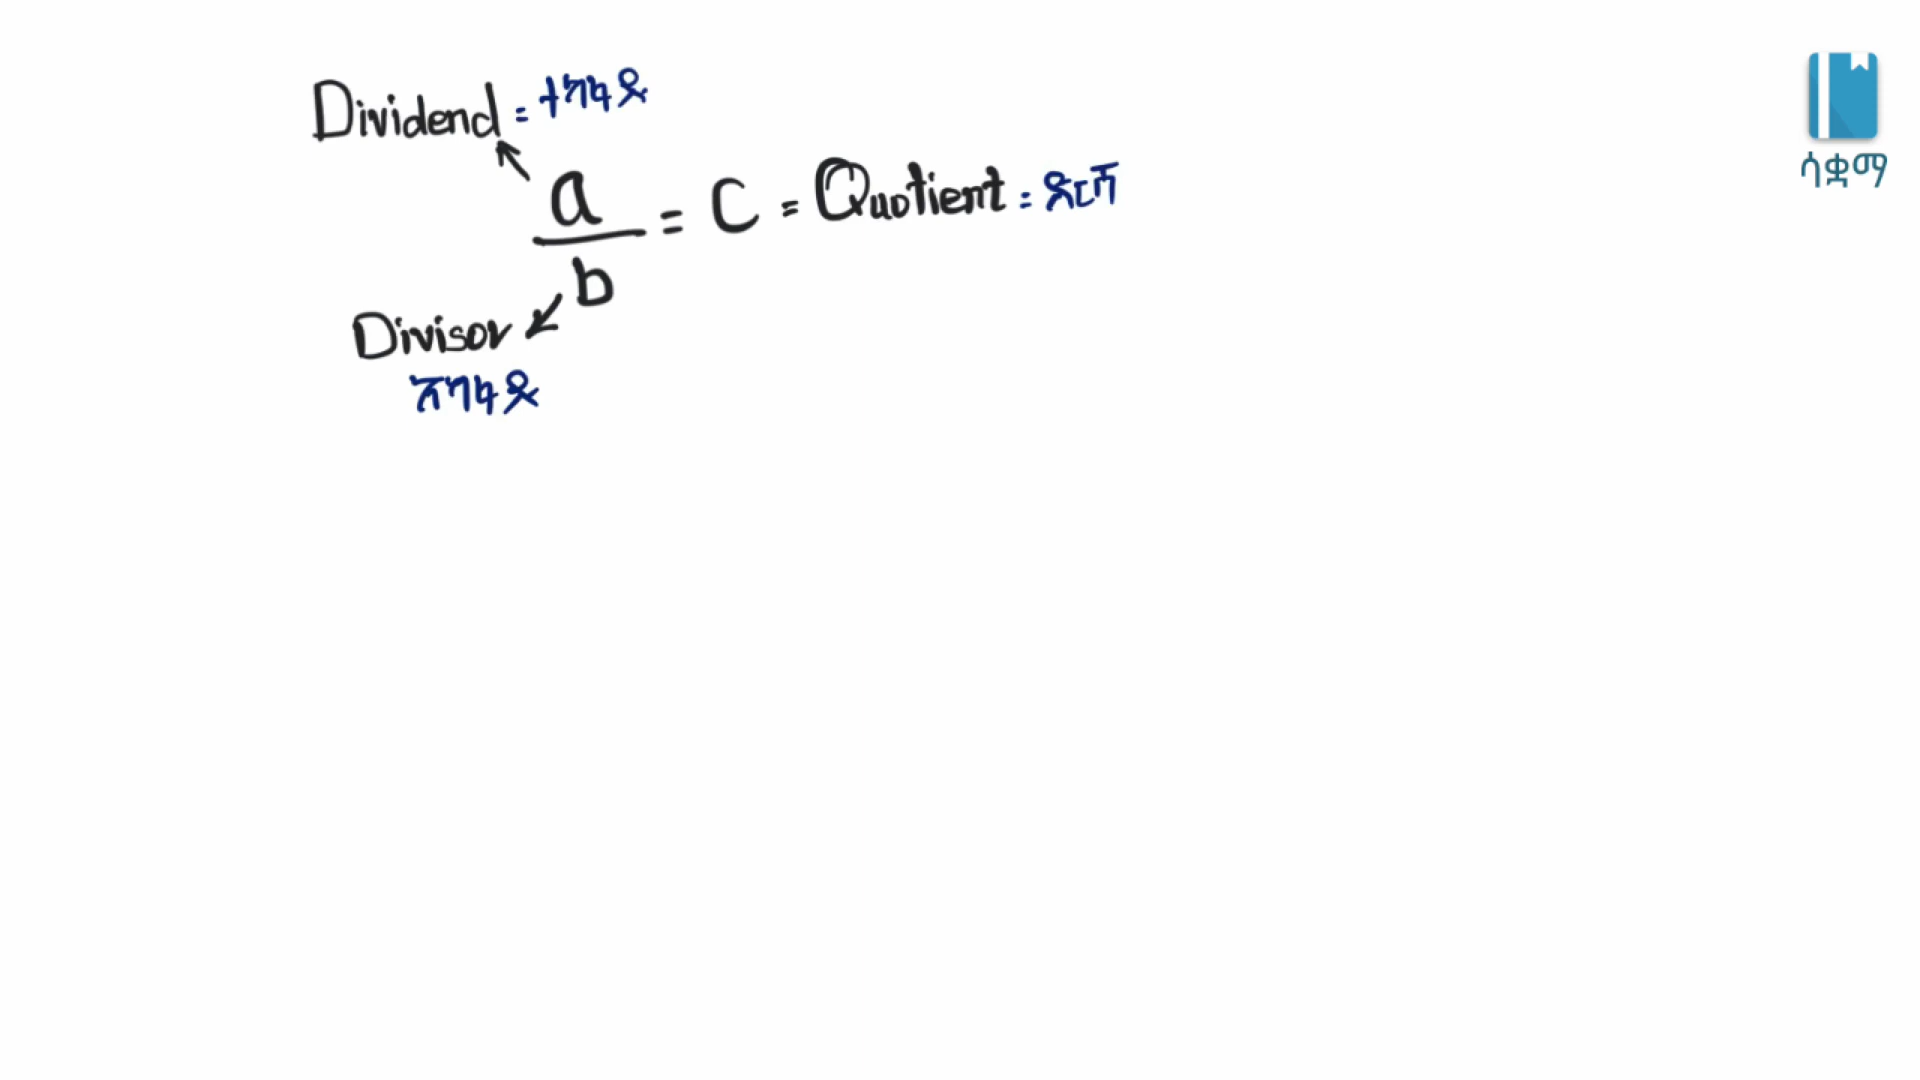 Dividend = ተካፋይ
a
b
= c = Quotient = ድርሻ
Divisor
አካፋይ
ሳቋማ